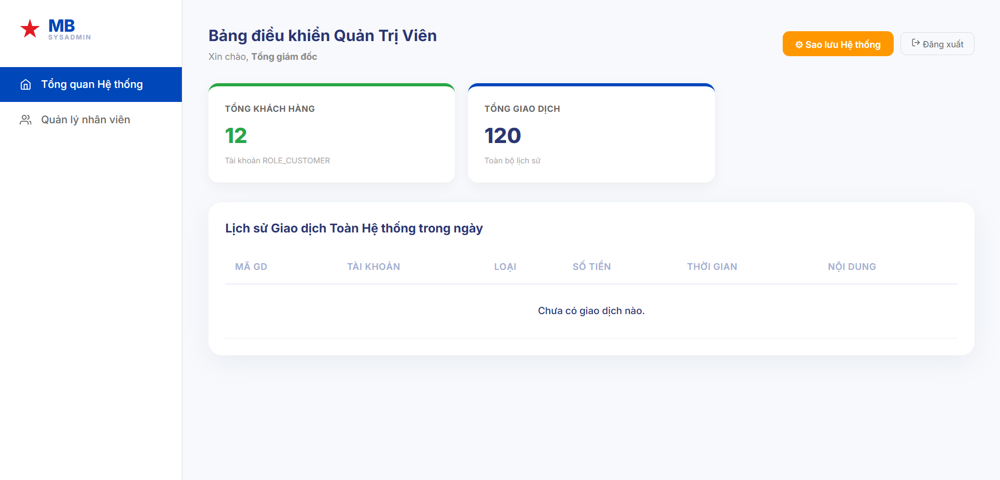 MB
SYSADMIN
Tổng quan Hệ thống
Quản lý nhân viên
Bảng điều khiển Quản Trị Viên
Xin chào, Tổng giám đốc
Sao lưu Hệ thống
Đăng xuất
TỔNG KHÁCH HÀNG
12
Tài khoản ROLE_CUSTOMER
TỔNG GIAO DỊCH
120
Toàn bộ lịch sử
Lịch sử Giao dịch Toàn Hệ thống trong ngày
MÃ GD TÀI KHOẢN LOẠI SỐ TIỀN THỜI GIAN NỘI DUNG
Chưa có giao dịch nào.